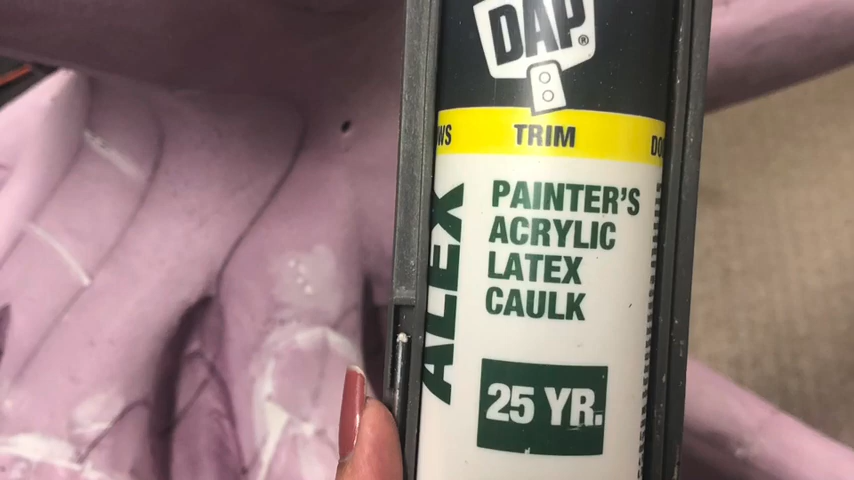 DAP®
TRIM
ALEX
PAINTER'S
ACRYLIC
LATEX
CAULK
25 YR.